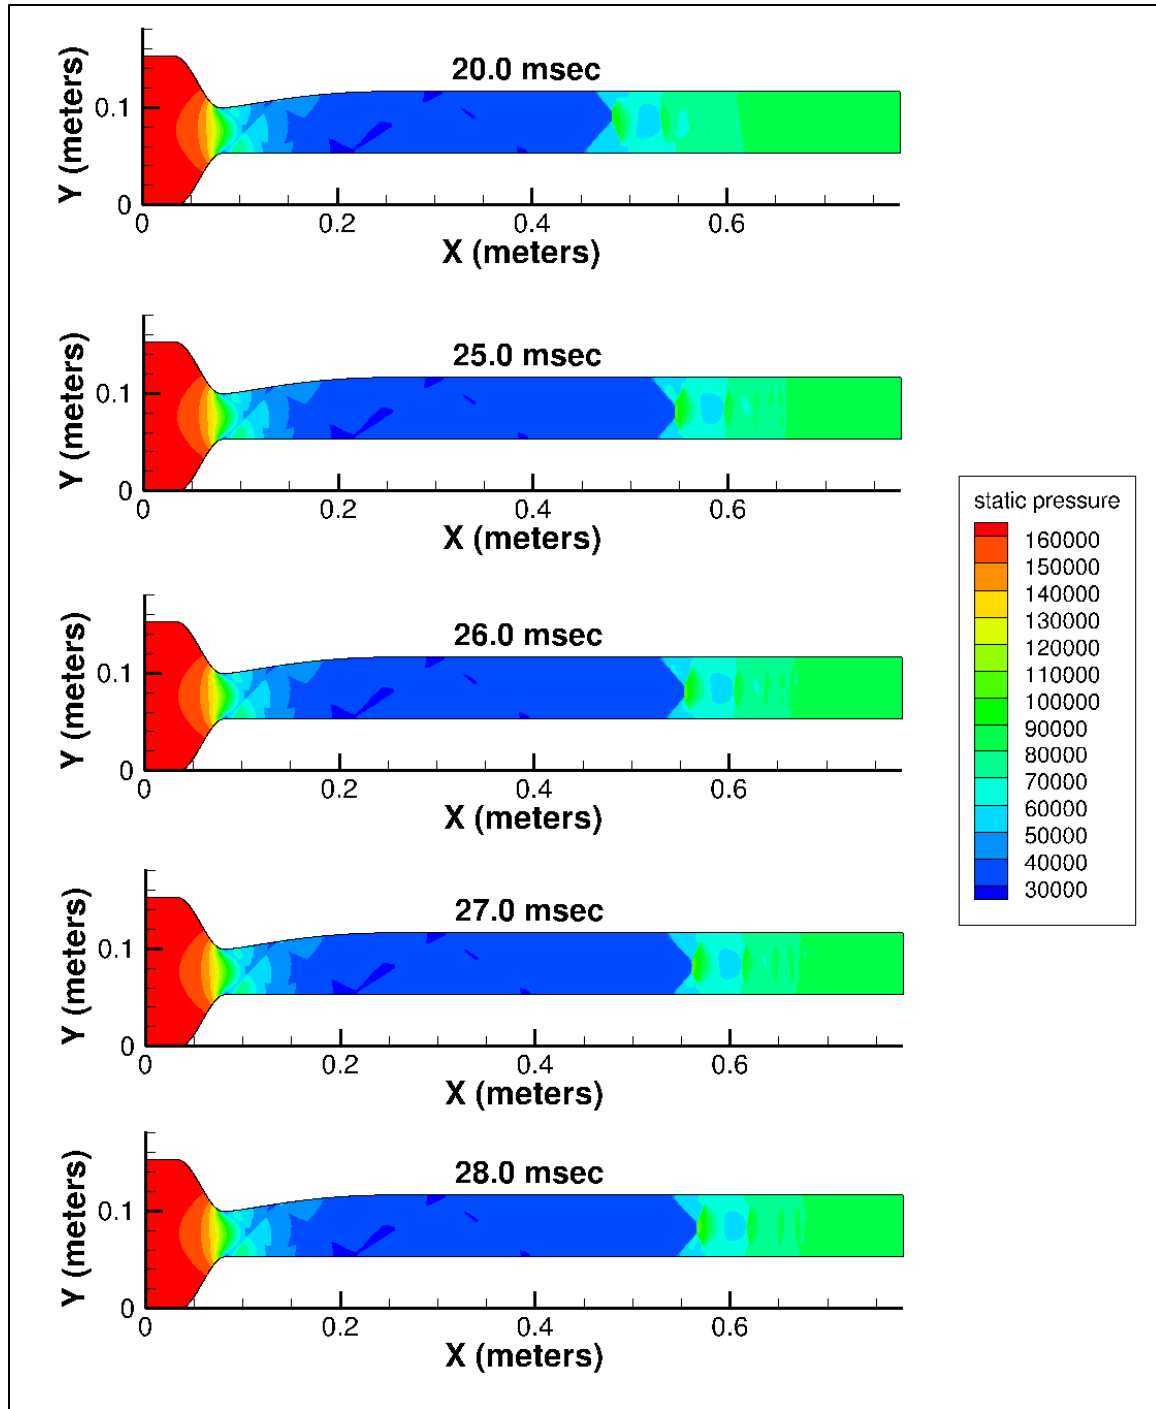 20.0 msec
Y (meters)
0.1
0
0 0.2 0.4 0.6
X (meters)
25.0 msec
Y (meters)
0.1
0
0 0.2 0.4 0.6
X (meters)
static pressure
160000
150000
140000
130000
120000
110000
100000
90000
80000
70000
60000
50000
40000
30000
26.0 msec
Y (meters)
0.1
0
0 0.2 0.4 0.6
X (meters)
27.0 msec
Y (meters)
0.1
0
0 0.2 0.4 0.6
X (meters)
28.0 msec
Y (meters)
0.1
0
0 0.2 0.4 0.6
X (meters)